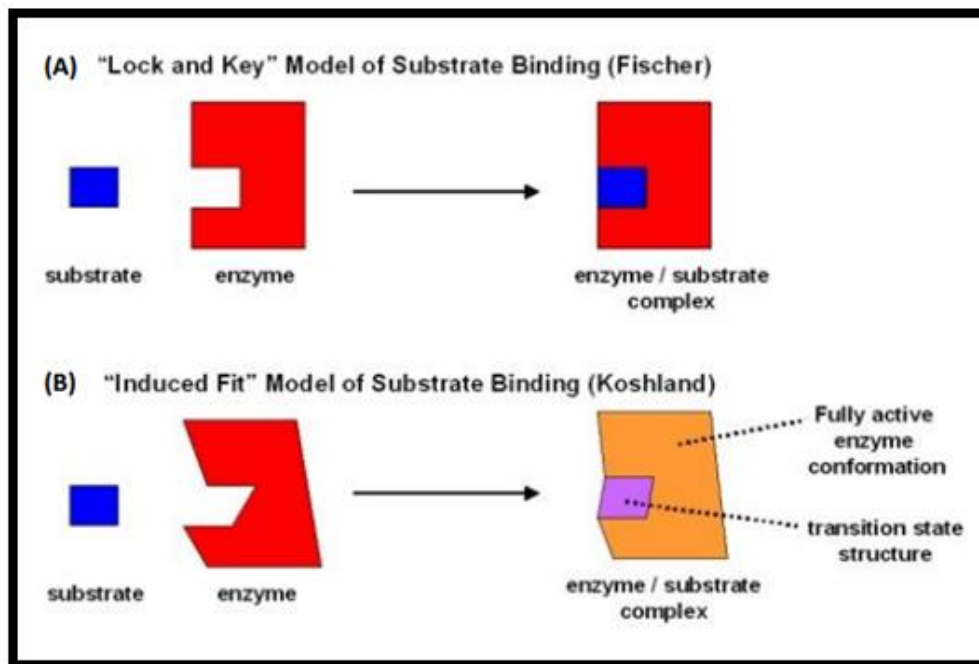 (A) "Lock and Key" Model of Substrate Binding (Fischer)
substrate
enzyme
enzyme / substrate
complex
(B) "Induced Fit" Model of Substrate Binding (Koshland)
Fully active
enzyme
conformation
transition state
structure
substrate
enzyme
enzyme / substrate
complex